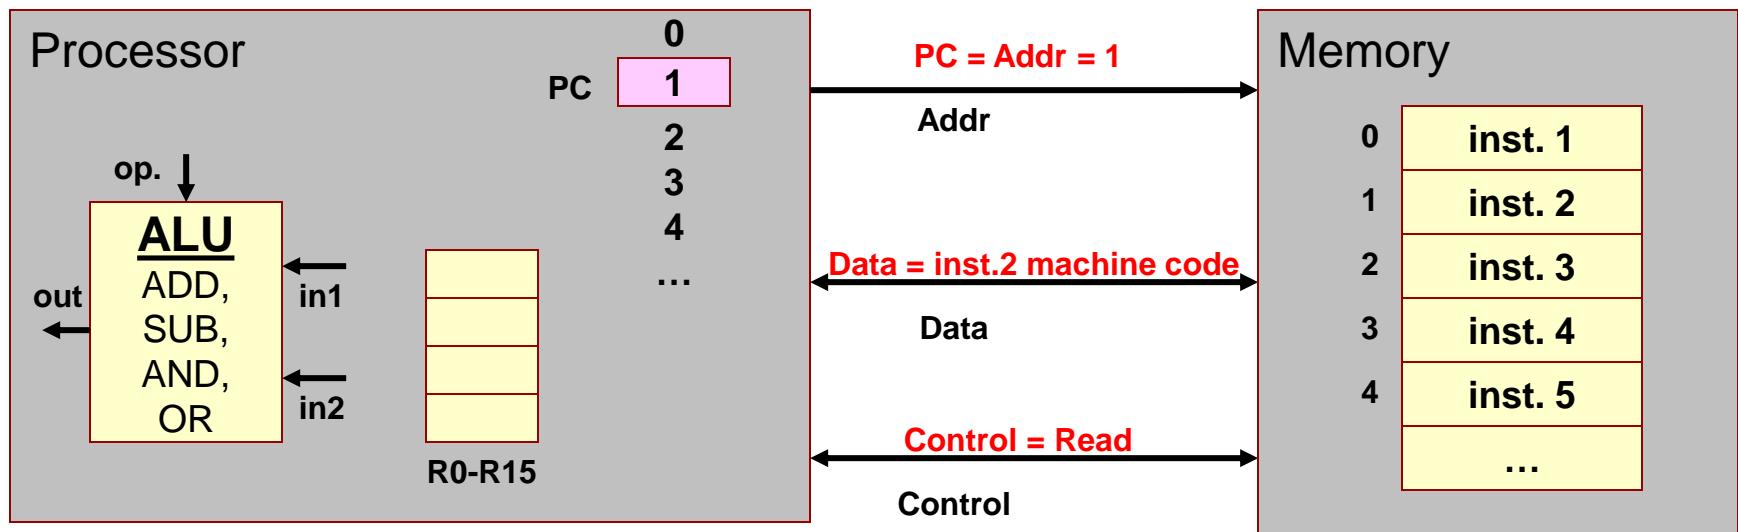 Processor
0
PC
1
2
3
4
…
op.
ALU
ADD,
SUB,
AND,
OR
out
in1
in2
R0-R15
PC = Addr = 1
Addr
Data = inst.2 machine code
Data
Control = Read
Control
Memory
0 inst. 1
1 inst. 2
2 inst. 3
3 inst. 4
4 inst. 5
…